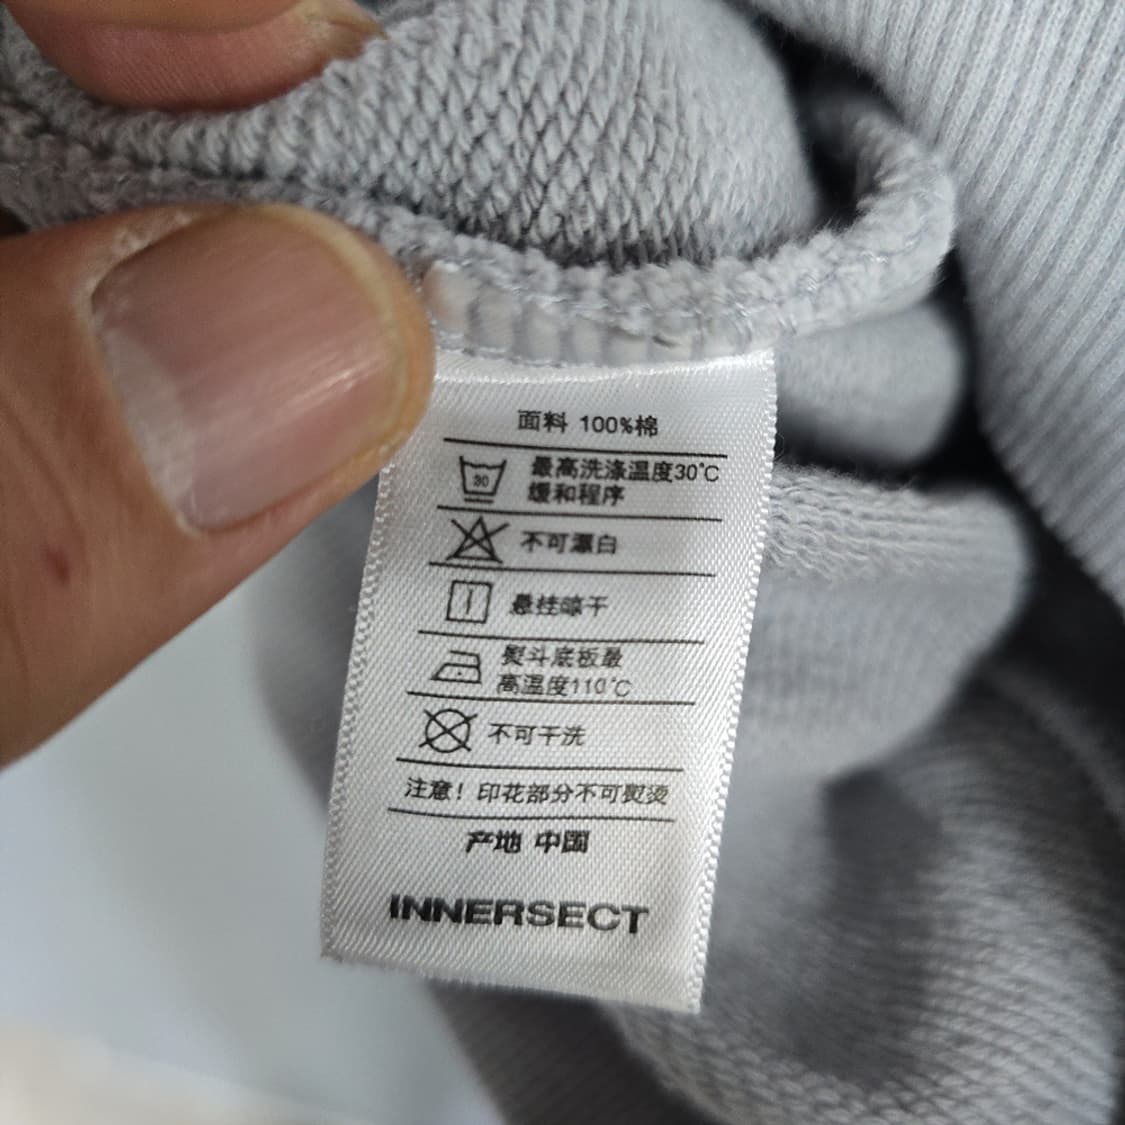 面料 100%棉
30
最高洗涤温度30℃
缓和程序
不可漂白
悬挂晾干
熨斗底板最
高温度110℃
不可干洗
注意！印花部分不可熨烫
产地 中国
INNERSECT